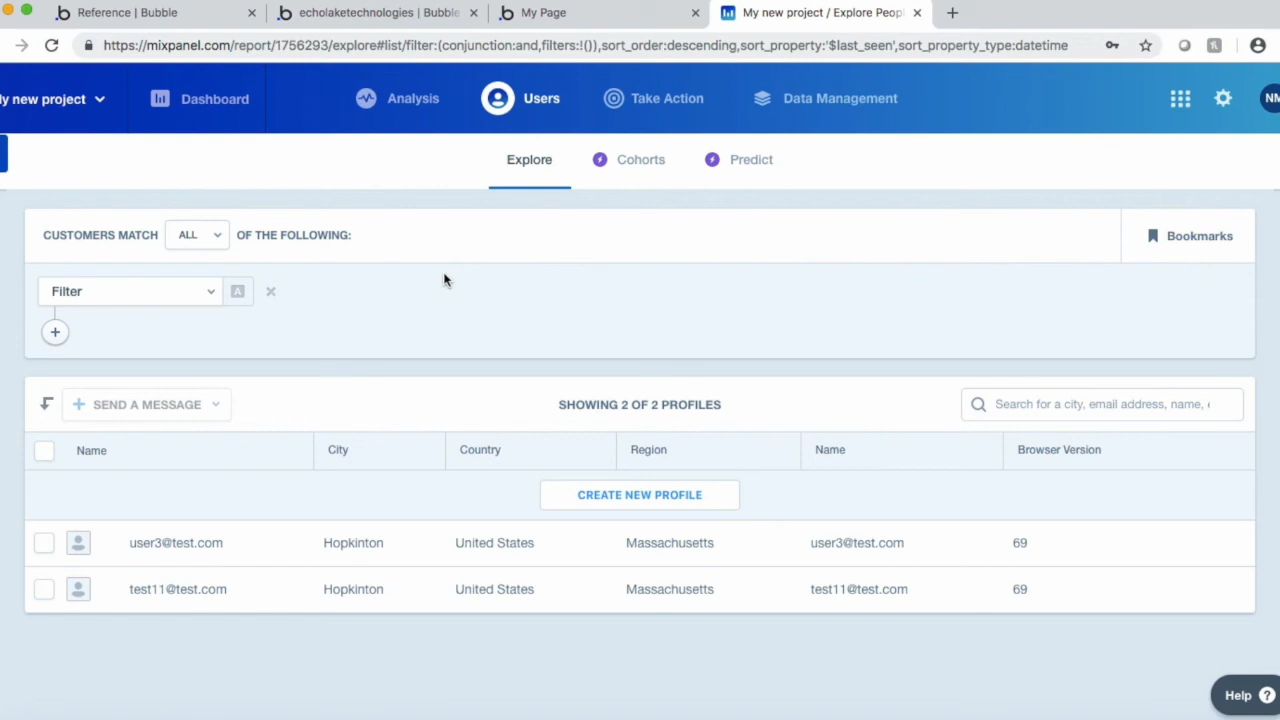 Reference | Bubble
echolaketechnologies | Bubble
My Page
My new project / Explore Peopl
https://mixpanel.com/report/1756293/explore#list/filter:(conjunction:and,filters:!()),sort_order:descending,sort_property:'$last_seen',sort_property_type:datetime
y new project
Dashboard
Analysis
Users
Take Action
Data Management
NM
Explore
Cohorts
Predict
CUSTOMERS MATCH ALL OF THE FOLLOWING:
Bookmarks
Filter
A
SEND A MESSAGE
SHOWING 2 OF 2 PROFILES
Search for a city, email address, name,
Name City Country Region Name Browser Version
CREATE NEW PROFILE
user3@test.com Hopkinton United States Massachusetts user3@test.com 69
test11@test.com Hopkinton United States Massachusetts test11@test.com 69
Help ?